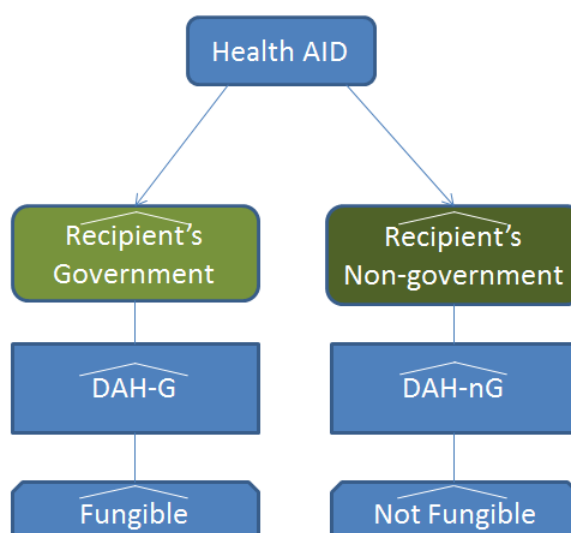 Health AID
Recipient's
Government
Recipient's
Non-government
DAH-G
DAH-nG
Fungible
Not Fungible